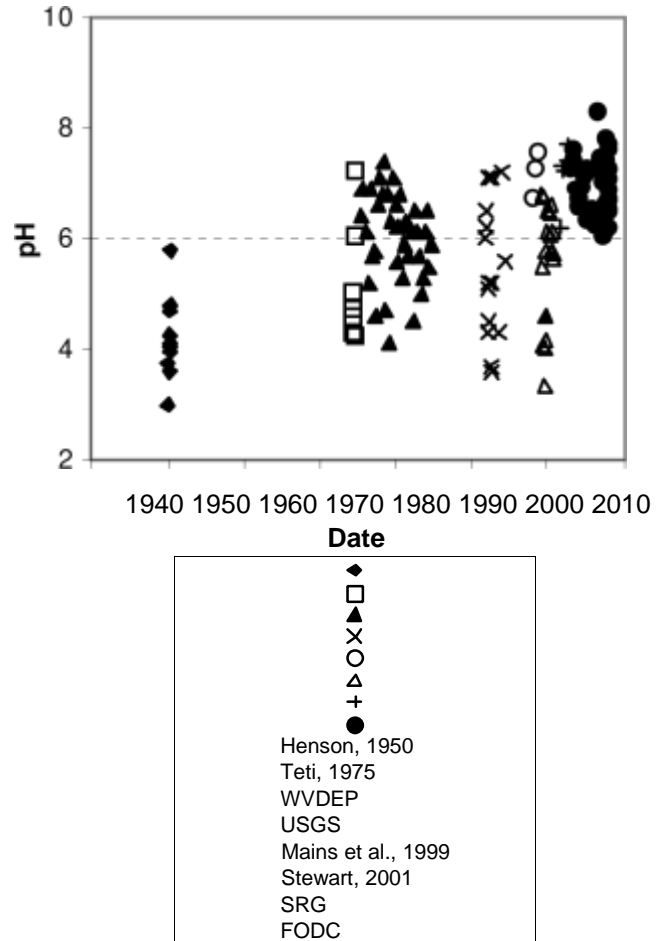 10
8
6
4
2
pH
1940 1950 1960 1970 1980 1990 2000 2010
Date
Henson, 1950
Teti, 1975
WVDEP
USGS
Mains et al., 1999
Stewart, 2001
SRG
FODC